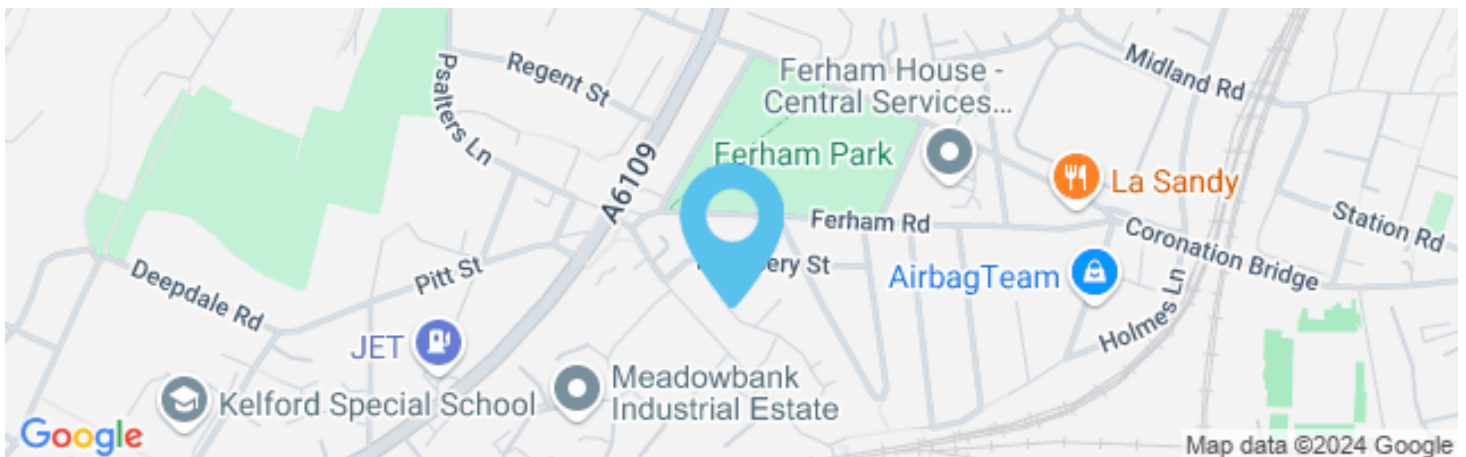 Regent St
Psalters Ln
A6109
Ferham House -
Central Services...
Midland Rd
Ferham Park
La Sandy
Ferham Rd
Station Rd
Coronation Bridge
ery St
AirbagTeam
Pitt St
Deepdale Rd
Holmes Ln
JET
Meadowbank
Industrial Estate
Kelford Special School
Google
Map data ©2024 Google